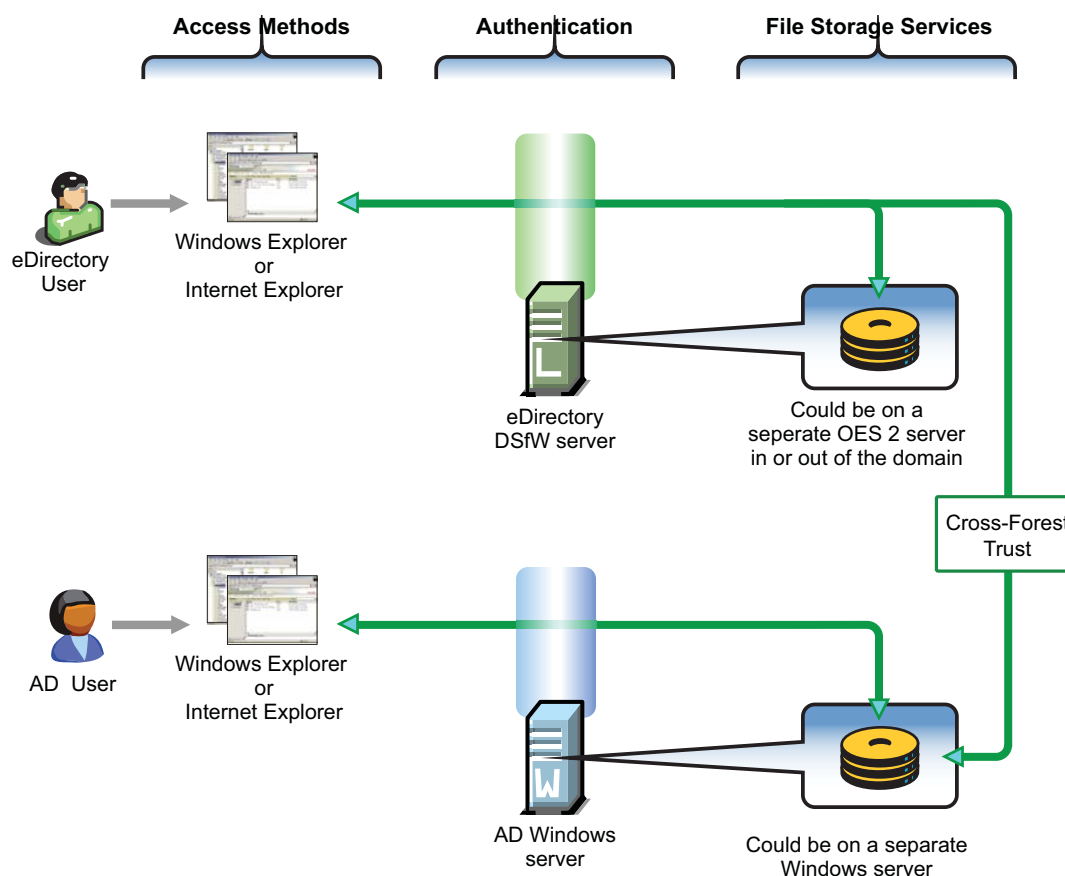 Access Methods
Authentication
File Storage Services
eDirectory
User
Windows Explorer
or
Internet Explorer
L
eDirectory
DSfW server
Could be on a
seperate OES 2 server
in or out of the domain
Cross-Forest
Trust
AD User
Windows Explorer
or
Internet Explorer
W
AD Windows
server
Could be on a separate
Windows server